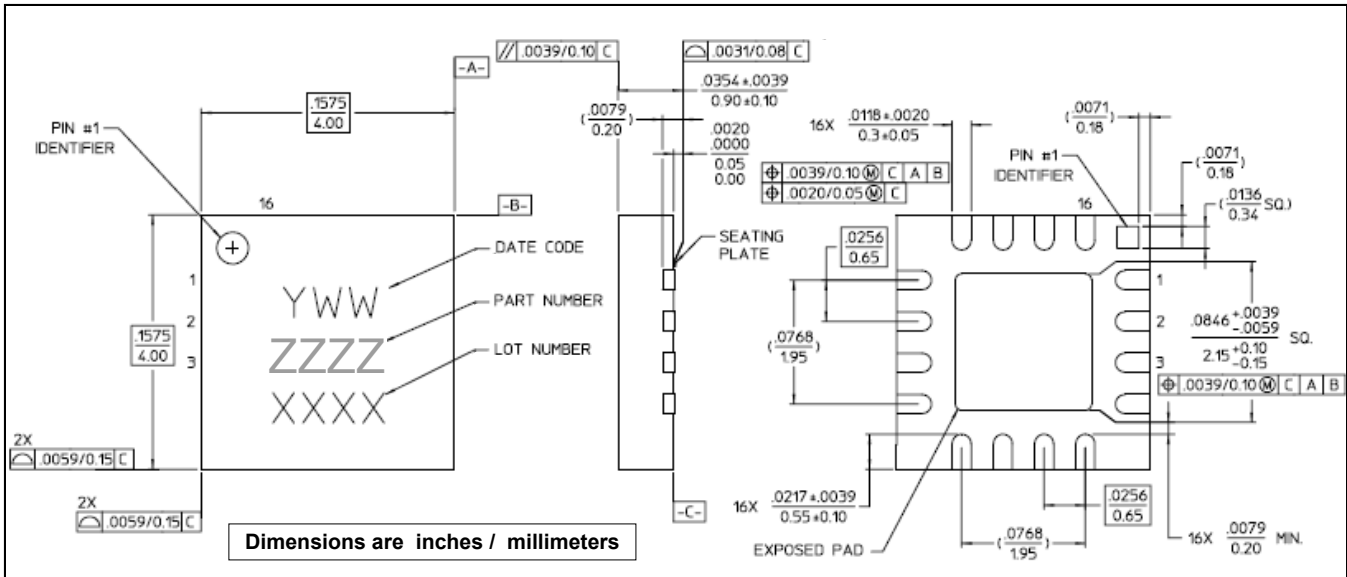 // .0039/0.10 C
⌓ .0031/0.08 C
-A-
.1575
4.00
.0354 ±.0039
0.90 ±0.10
(.0079
0.20)
.0020
.0000
0.05
0.00
16X .0118±.0020
0.3 ±0.05
(.0071
0.18)
PIN #1
IDENTIFIER
PIN #1
IDENTIFIER
(.0071
0.18)
⌖ .0039/0.10 Ⓜ C A B
⌖ .0020/0.05 Ⓜ C
(.0136
0.34 SQ.)
16
-B-
16
DATE CODE
SEATING
PLATE
.0256
0.65
1
2
3
YWW
PART NUMBER
ZZZZ
LOT NUMBER
XXXX
.1575
4.00
(.0768
1.95)
1
2
3
.0846 +.0039
-.0059
2.15 +0.10
-0.15
SQ.
⌖ .0039/0.10 Ⓜ C A B
2X
⌓ .0059/0.15 C
2X
⌓ .0059/0.15 C
-C-
16X .0217 ±.0039
0.55 ±0.10
.0256
0.65
(.0768
1.95)
16X .0079
0.20 MIN.
EXPOSED PAD
Dimensions are inches / millimeters